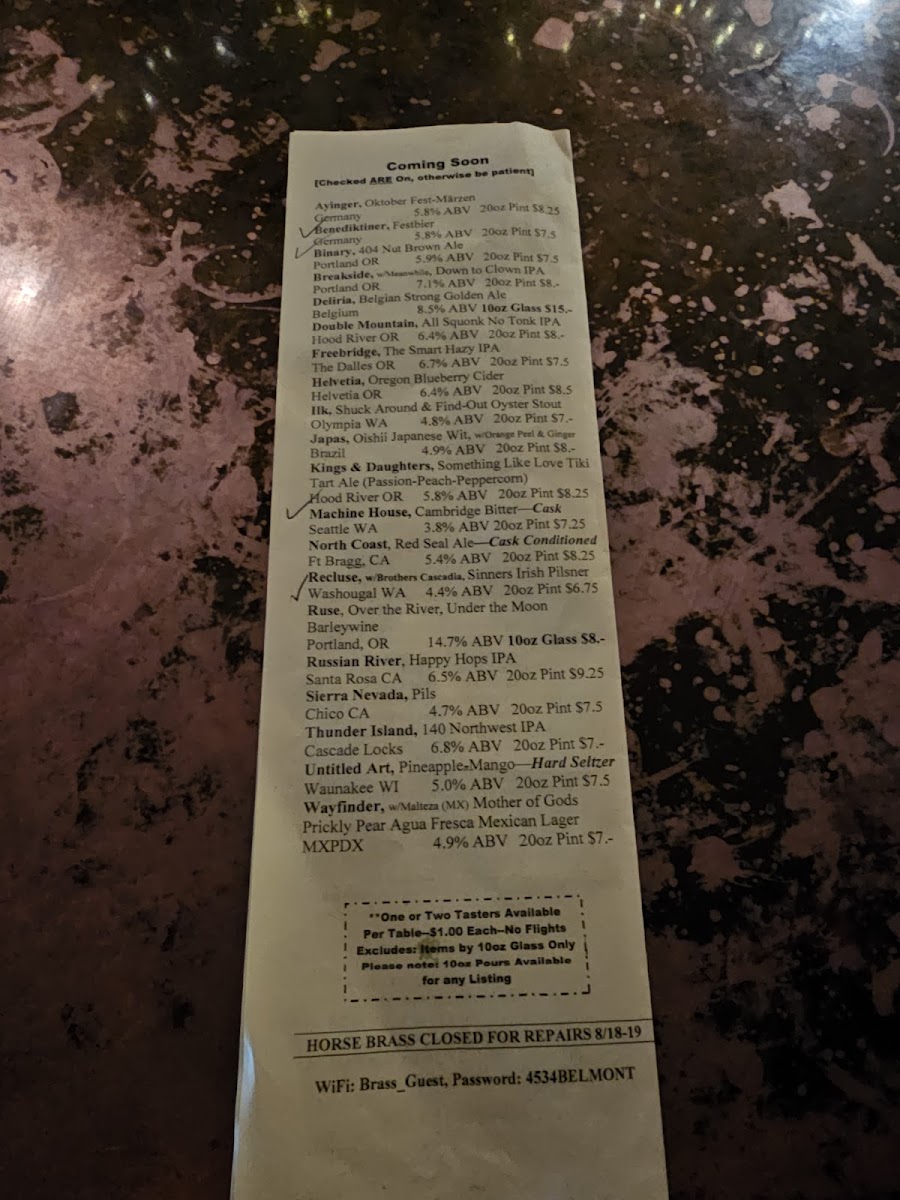 Coming Soon
[Checked ARE On, otherwise be patient]
Ayinger, Oktober Fest-Märzen
Germany 5.8% ABV 20oz Pint $8.25
Benediktiner, Festbier
Germany 5.8% ABV 20oz Pint $7.5
Binary, 404 Nut Brown Ale
Portland OR 5.9% ABV 20oz Pint $7.5
Breakside, w/Meanwhile, Down to Clown IPA
Portland OR 7.1% ABV 20oz Pint $8.-
Deliria, Belgian Strong Golden Ale
Belgium 8.5% ABV 10oz Glass $15.-
Double Mountain, All Squonk No Tonk IPA
Hood River OR 6.4% ABV 20oz Pint $8.-
Freebridge, The Smart Hazy IPA
The Dalles OR 6.7% ABV 20oz Pint $7.5
Helvetia, Oregon Blueberry Cider
Helvetia OR 6.4% ABV 20oz Pint $8.5
Ilk, Shuck Around & Find-Out Oyster Stout
Olympia WA 4.8% ABV 20oz Pint $7.-
Japas, Oishii Japanese Wit, w/Orange Peel & Ginger
Brazil 4.9% ABV 20oz Pint $8.-
Kings & Daughters, Something Like Love Tiki
Tart Ale (Passion-Peach-Peppercorn)
Hood River OR 5.8% ABV 20oz Pint $8.25
Machine House, Cambridge Bitter—Cask
Seattle WA 3.8% ABV 20oz Pint $7.25
North Coast, Red Seal Ale—Cask Conditioned
Ft Bragg, CA 5.4% ABV 20oz Pint $8.25
Recluse, w/Brothers Cascadia, Sinners Irish Pilsner
Washougal WA 4.4% ABV 20oz Pint $6.75
Ruse, Over the River, Under the Moon
Barleywine
Portland, OR 14.7% ABV 10oz Glass $8.-
Russian River, Happy Hops IPA
Santa Rosa CA 6.5% ABV 20oz Pint $9.25
Sierra Nevada, Pils
Chico CA 4.7% ABV 20oz Pint $7.5
Thunder Island, 140 Northwest IPA
Cascade Locks 6.8% ABV 20oz Pint $7.-
Untitled Art, Pineapple-Mango—Hard Seltzer
Waunakee WI 5.0% ABV 20oz Pint $7.5
Wayfinder, w/Malteza (MX) Mother of Gods
Prickly Pear Agua Fresca Mexican Lager
MXPDX 4.9% ABV 20oz Pint $7.-
**One or Two Tasters Available
Per Table--$1.00 Each--No Flights
Excludes: Items by 10oz Glass Only
Please note: 10oz Pours Available
for any Listing
HORSE BRASS CLOSED FOR REPAIRS 8/18-19
WiFi: Brass_Guest, Password: 4534BELMONT